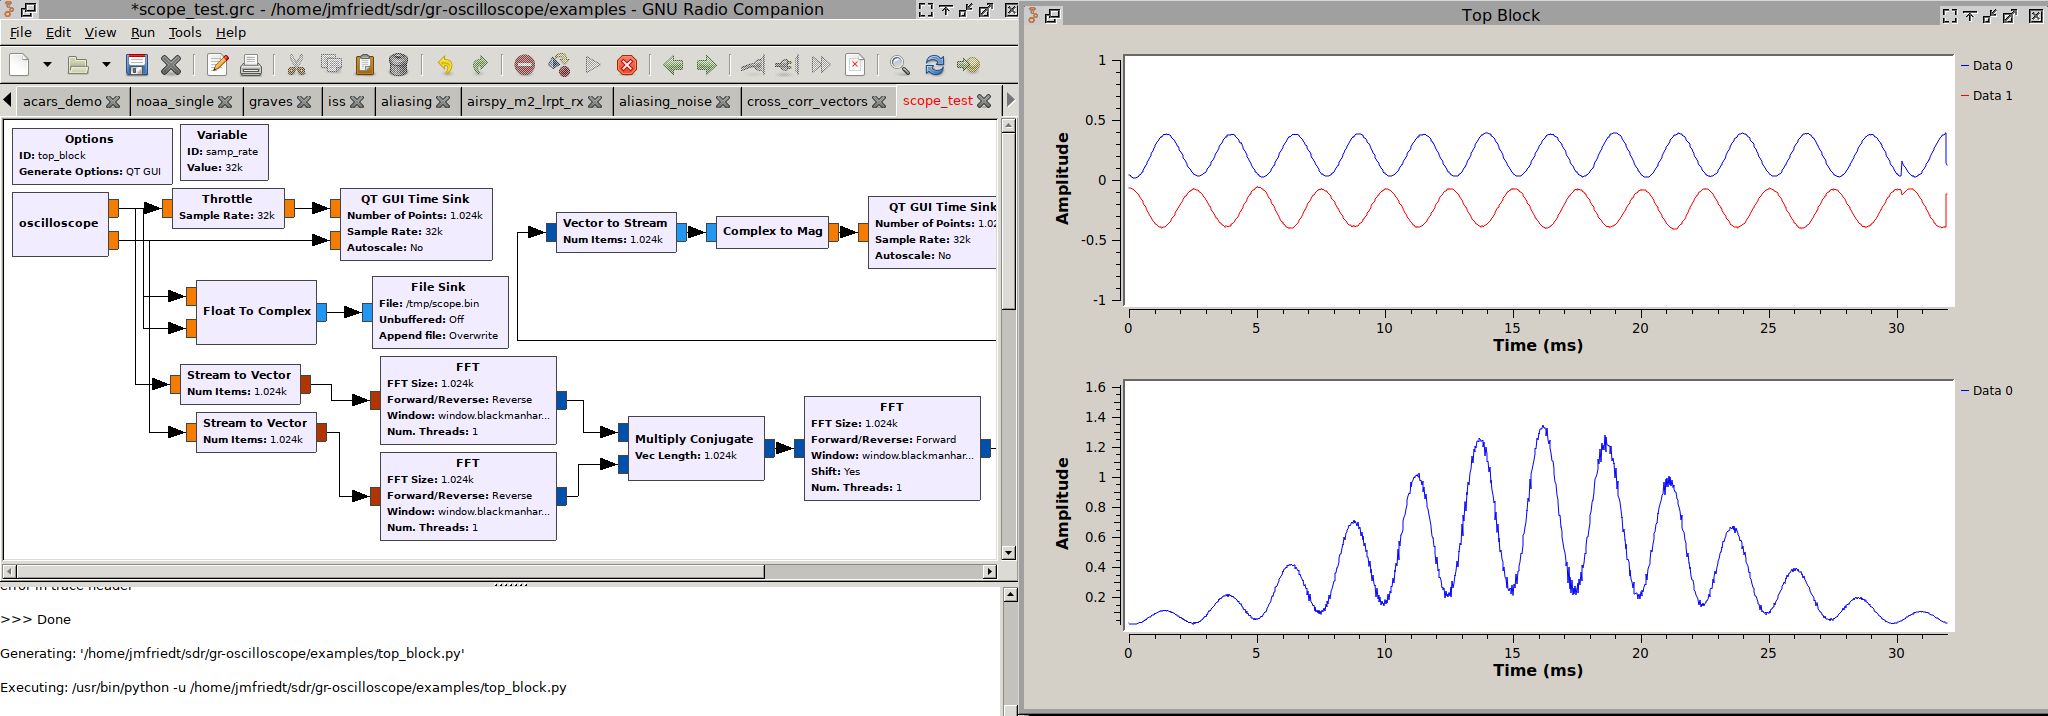 *scope_test.grc - /home/jmfriedt/sdr/gr-oscilloscope/examples - GNU Radio Companion
File Edit View Run Tools Help
acars_demo noaa_single graves iss aliasing airspy_m2_lrpt_rx aliasing_noise cross_corr_vectors scope_test
Options
ID: top_block
Generate Options: QT GUI
Variable
ID: samp_rate
Value: 32k
oscilloscope
Throttle
Sample Rate: 32k
QT GUI Time Sink
Number of Points: 1.024k
Sample Rate: 32k
Autoscale: No
Vector to Stream
Num Items: 1.024k
Complex to Mag
QT GUI Time Sink
Number of Points: 1.02
Sample Rate: 32k
Autoscale: No
Float To Complex
File Sink
File: /tmp/scope.bin
Unbuffered: Off
Append file: Overwrite
Stream to Vector
Num Items: 1.024k
Stream to Vector
Num Items: 1.024k
FFT
FFT Size: 1.024k
Forward/Reverse: Reverse
Window: window.blackmanhar...
Num. Threads: 1
FFT
FFT Size: 1.024k
Forward/Reverse: Reverse
Window: window.blackmanhar...
Num. Threads: 1
Multiply Conjugate
Vec Length: 1.024k
FFT
FFT Size: 1.024k
Forward/Reverse: Forward
Window: window.blackmanhar...
Shift: Yes
Num. Threads: 1
error in trace header
>>> Done
Generating: '/home/jmfriedt/sdr/gr-oscilloscope/examples/top_block.py'
Executing: /usr/bin/python -u /home/jmfriedt/sdr/gr-oscilloscope/examples/top_block.py
Top Block
Amplitude
1
0.5
0
-0.5
-1
0 5 10 15 20 25 30
Time (ms)
Data 0
Data 1
Amplitude
1.6
1.4
1.2
1
0.8
0.6
0.4
0.2
0 5 10 15 20 25 30
Time (ms)
Data 0